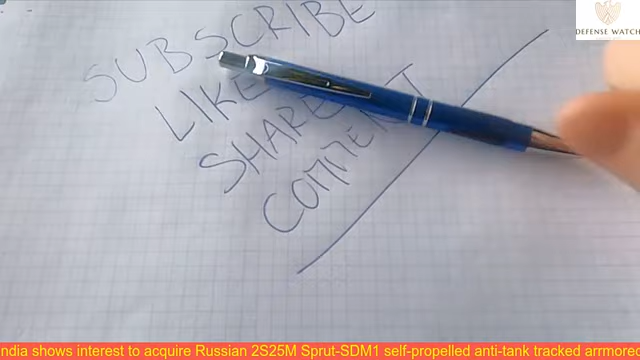 DEFENSE WATCH
SUBSCRIBE
LIKE
SHARE
COMMENT
ndia shows interest to acquire Russian 2S25M Sprut-SDM1 self-propelled anti-tank tracked arrmored